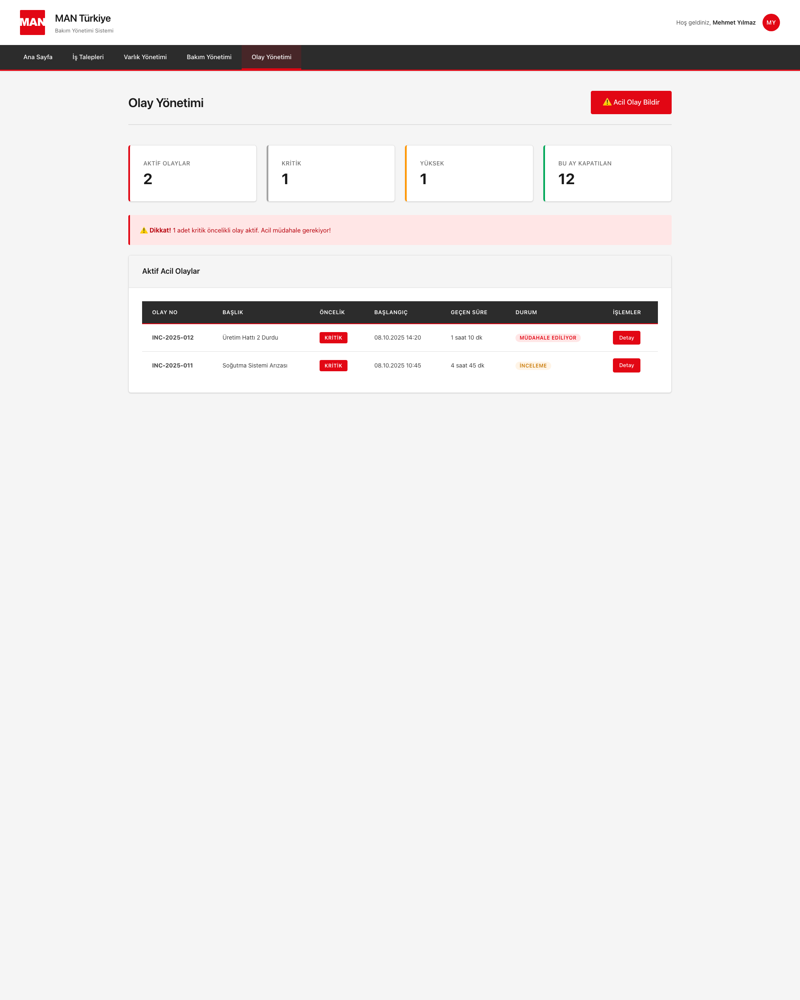 MAN
MAN Türkiye
Bakım Yönetimi Sistemi
Hoş geldiniz, Mehmet Yılmaz
MY
Ana Sayfa İş Talepleri Varlık Yönetimi Bakım Yönetimi Olay Yönetimi
Olay Yönetimi
⚠️ Acil Olay Bildir
AKTİF OLAYLAR
2
KRİTİK
1
YÜKSEK
1
BU AY KAPATILAN
12
⚠️ Dikkat! 1 adet kritik öncelikli olay aktif. Acil müdahale gerekiyor!
Aktif Acil Olaylar
OLAY NO BAŞLIK ÖNCELİK BAŞLANGIÇ GEÇEN SÜRE DURUM İŞLEMLER
INC-2025-012 Üretim Hattı 2 Durdu KRİTİK 08.10.2025 14:20 1 saat 10 dk MÜDAHALE EDİLİYOR Detay
INC-2025-011 Soğutma Sistemi Arızası KRİTİK 08.10.2025 10:45 4 saat 45 dk İNCELEME Detay